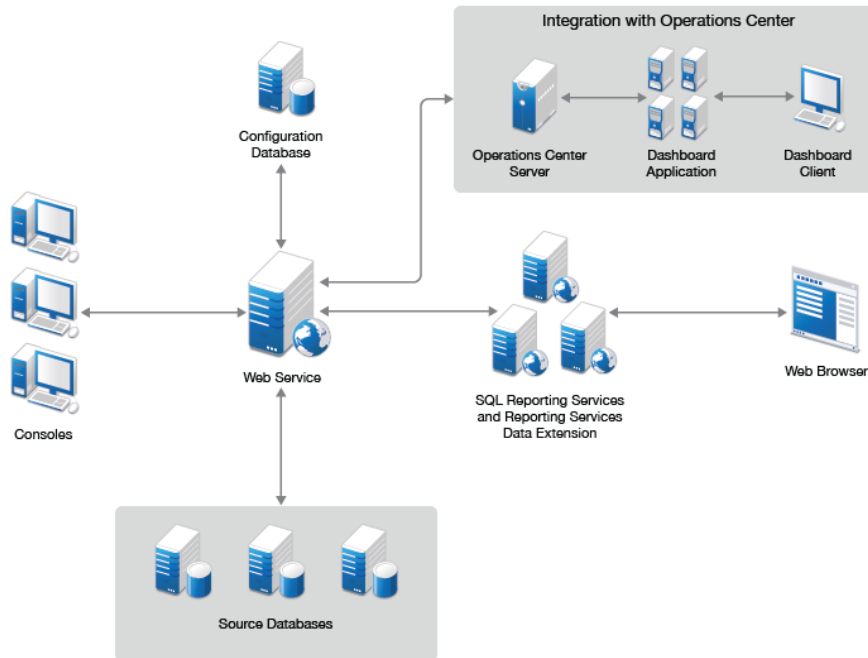 Integration with Operations Center
Configuration
Database
Operations Center
Server
Dashboard
Application
Dashboard
Client
Web Service
Consoles
SQL Reporting Services
and Reporting Services
Data Extension
Web Browser
Source Databases